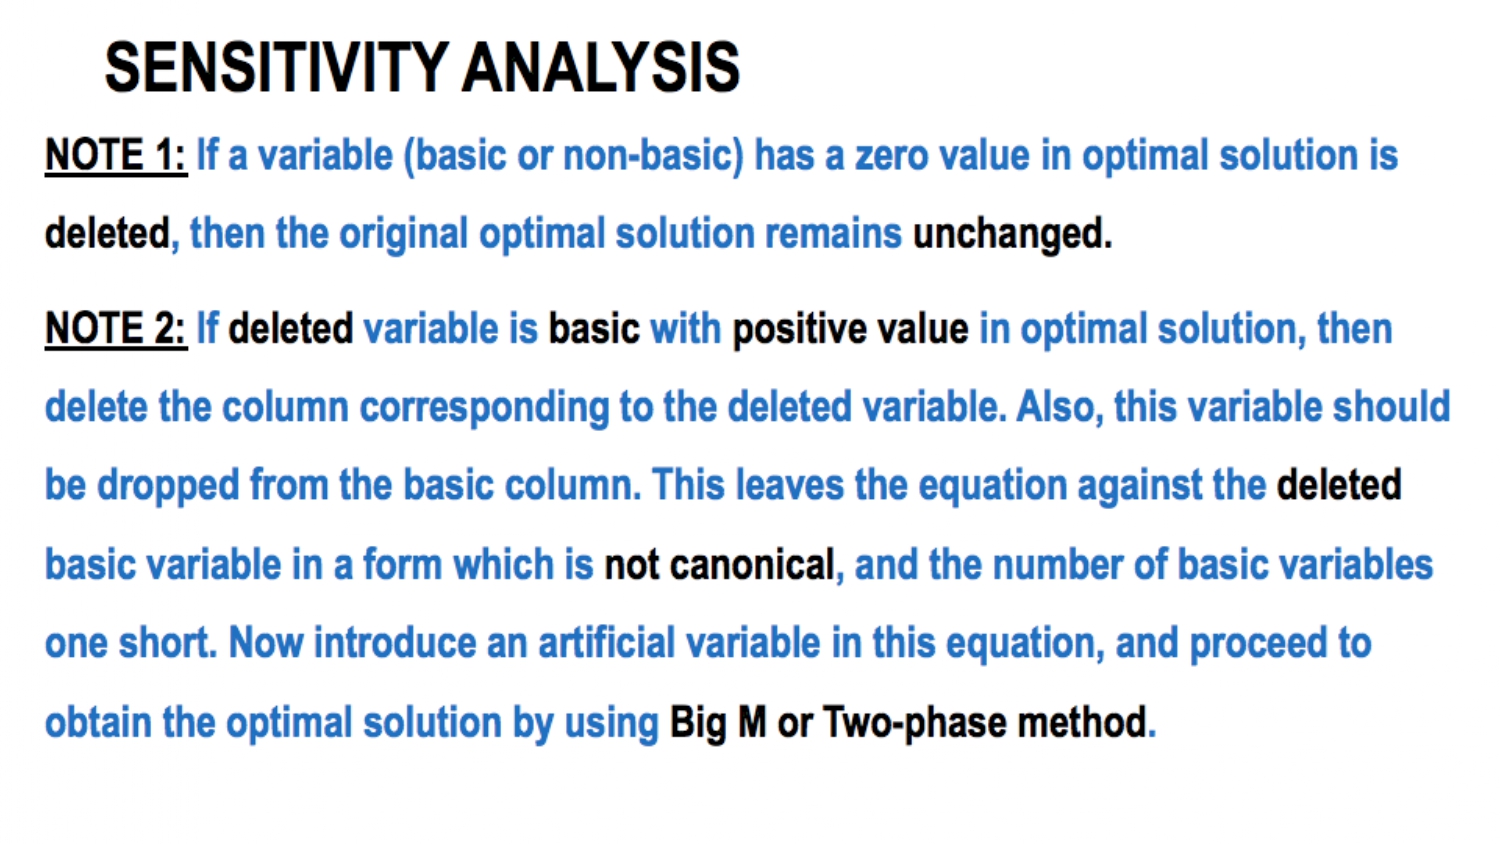 SENSITIVITY ANALYSIS
NOTE 1: If a variable (basic or non-basic) has a zero value in optimal solution is
deleted, then the original optimal solution remains unchanged.
NOTE 2: If deleted variable is basic with positive value in optimal solution, then
delete the column corresponding to the deleted variable. Also, this variable should
be dropped from the basic column. This leaves the equation against the deleted
basic variable in a form which is not canonical, and the number of basic variables
one short. Now introduce an artificial variable in this equation, and proceed to
obtain the optimal solution by using Big M or Two-phase method.